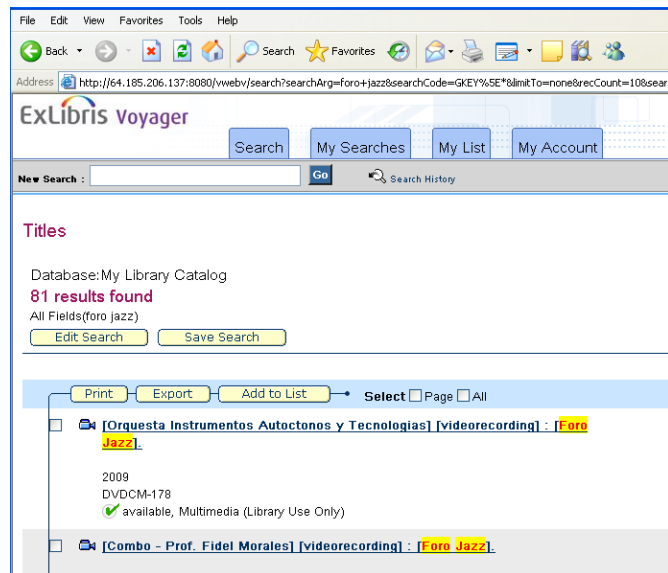 File Edit View Favorites Tools Help
Back Search Favorites
Address http://64.185.206.137:8080/vwebv/search?searchArg=foro+jazz&searchCode=GKEY%5E*&limitTo=none&recCount=10&sear
ExLibris Voyager
Search My Searches My List My Account
New Search : Go Search History
Titles
Database:My Library Catalog
81 results found
All Fields(foro jazz)
Edit Search Save Search
Print Export Add to List Select Page All
[Orquesta Instrumentos Autoctonos y Tecnologias] [videorecording] : [Foro
Jazz].
2009
DVDCM-178
available, Multimedia (Library Use Only)
[Combo - Prof. Fidel Morales] [videorecording] : [Foro Jazz].